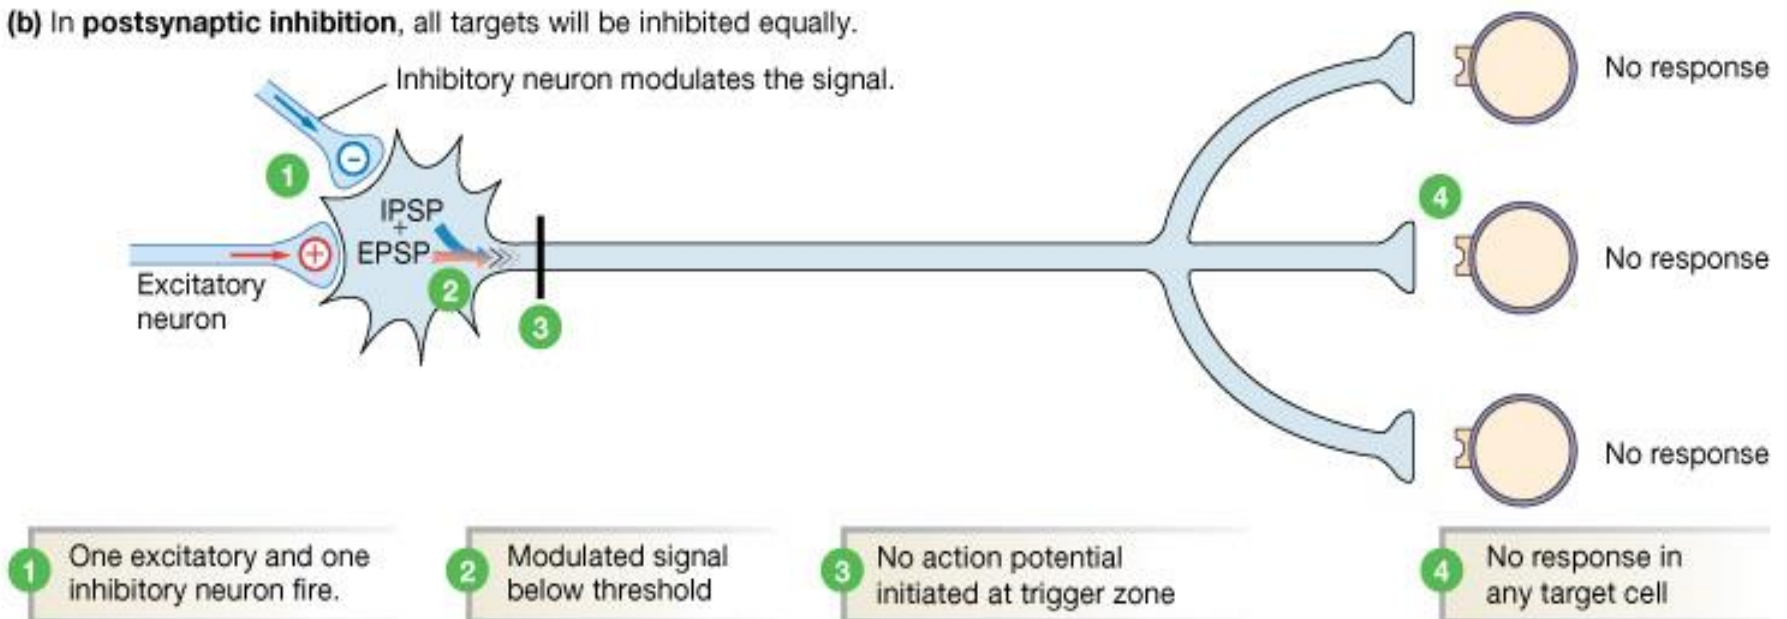 (b) In postsynaptic inhibition, all targets will be inhibited equally.
Inhibitory neuron modulates the signal.
No response
−
1
IPSP
+
EPSP
+
Excitatory
neuron
2
3
4
No response
No response
1
One excitatory and one
inhibitory neuron fire.
2
Modulated signal
below threshold
3
No action potential
initiated at trigger zone
4
No response in
any target cell